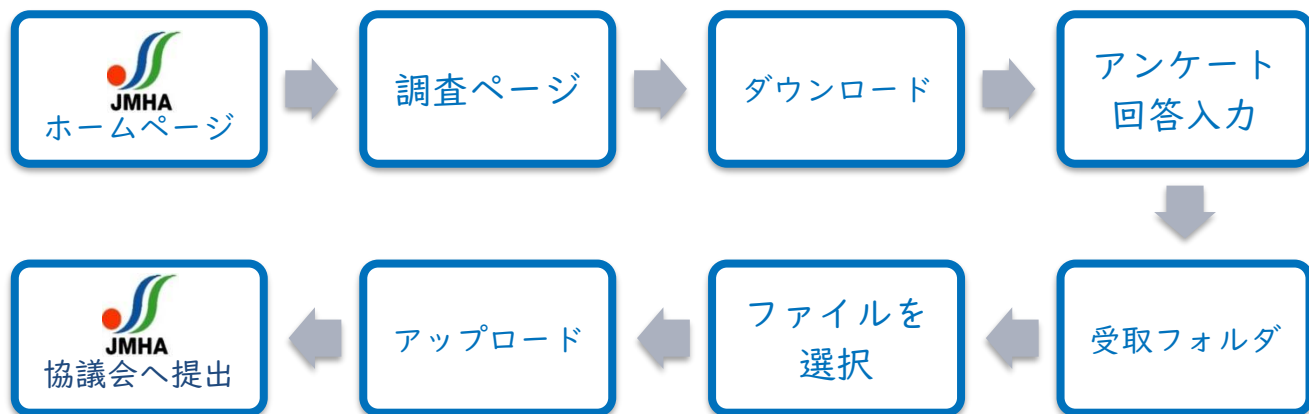 JMHA
ホームページ
調査ページ
ダウンロード
アンケート
回答入力
受取フォルダ
ファイルを
選択
アップロード
JMHA
協議会へ提出